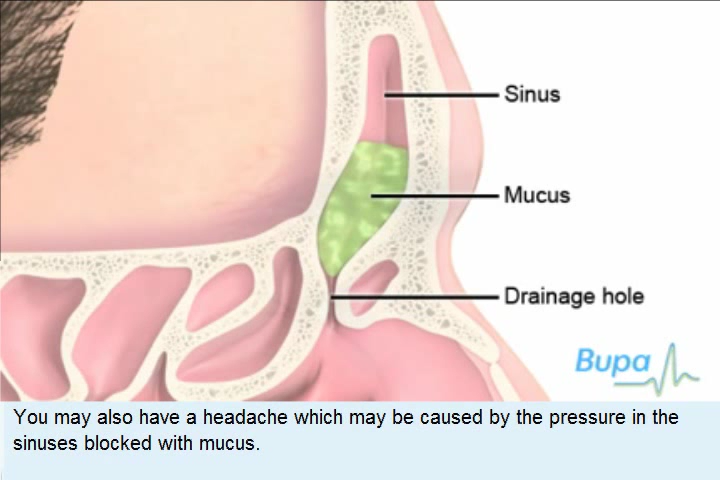 Sinus
Mucus
Drainage hole
Bupa
You may also have a headache which may be caused by the pressure in the
sinuses blocked with mucus.